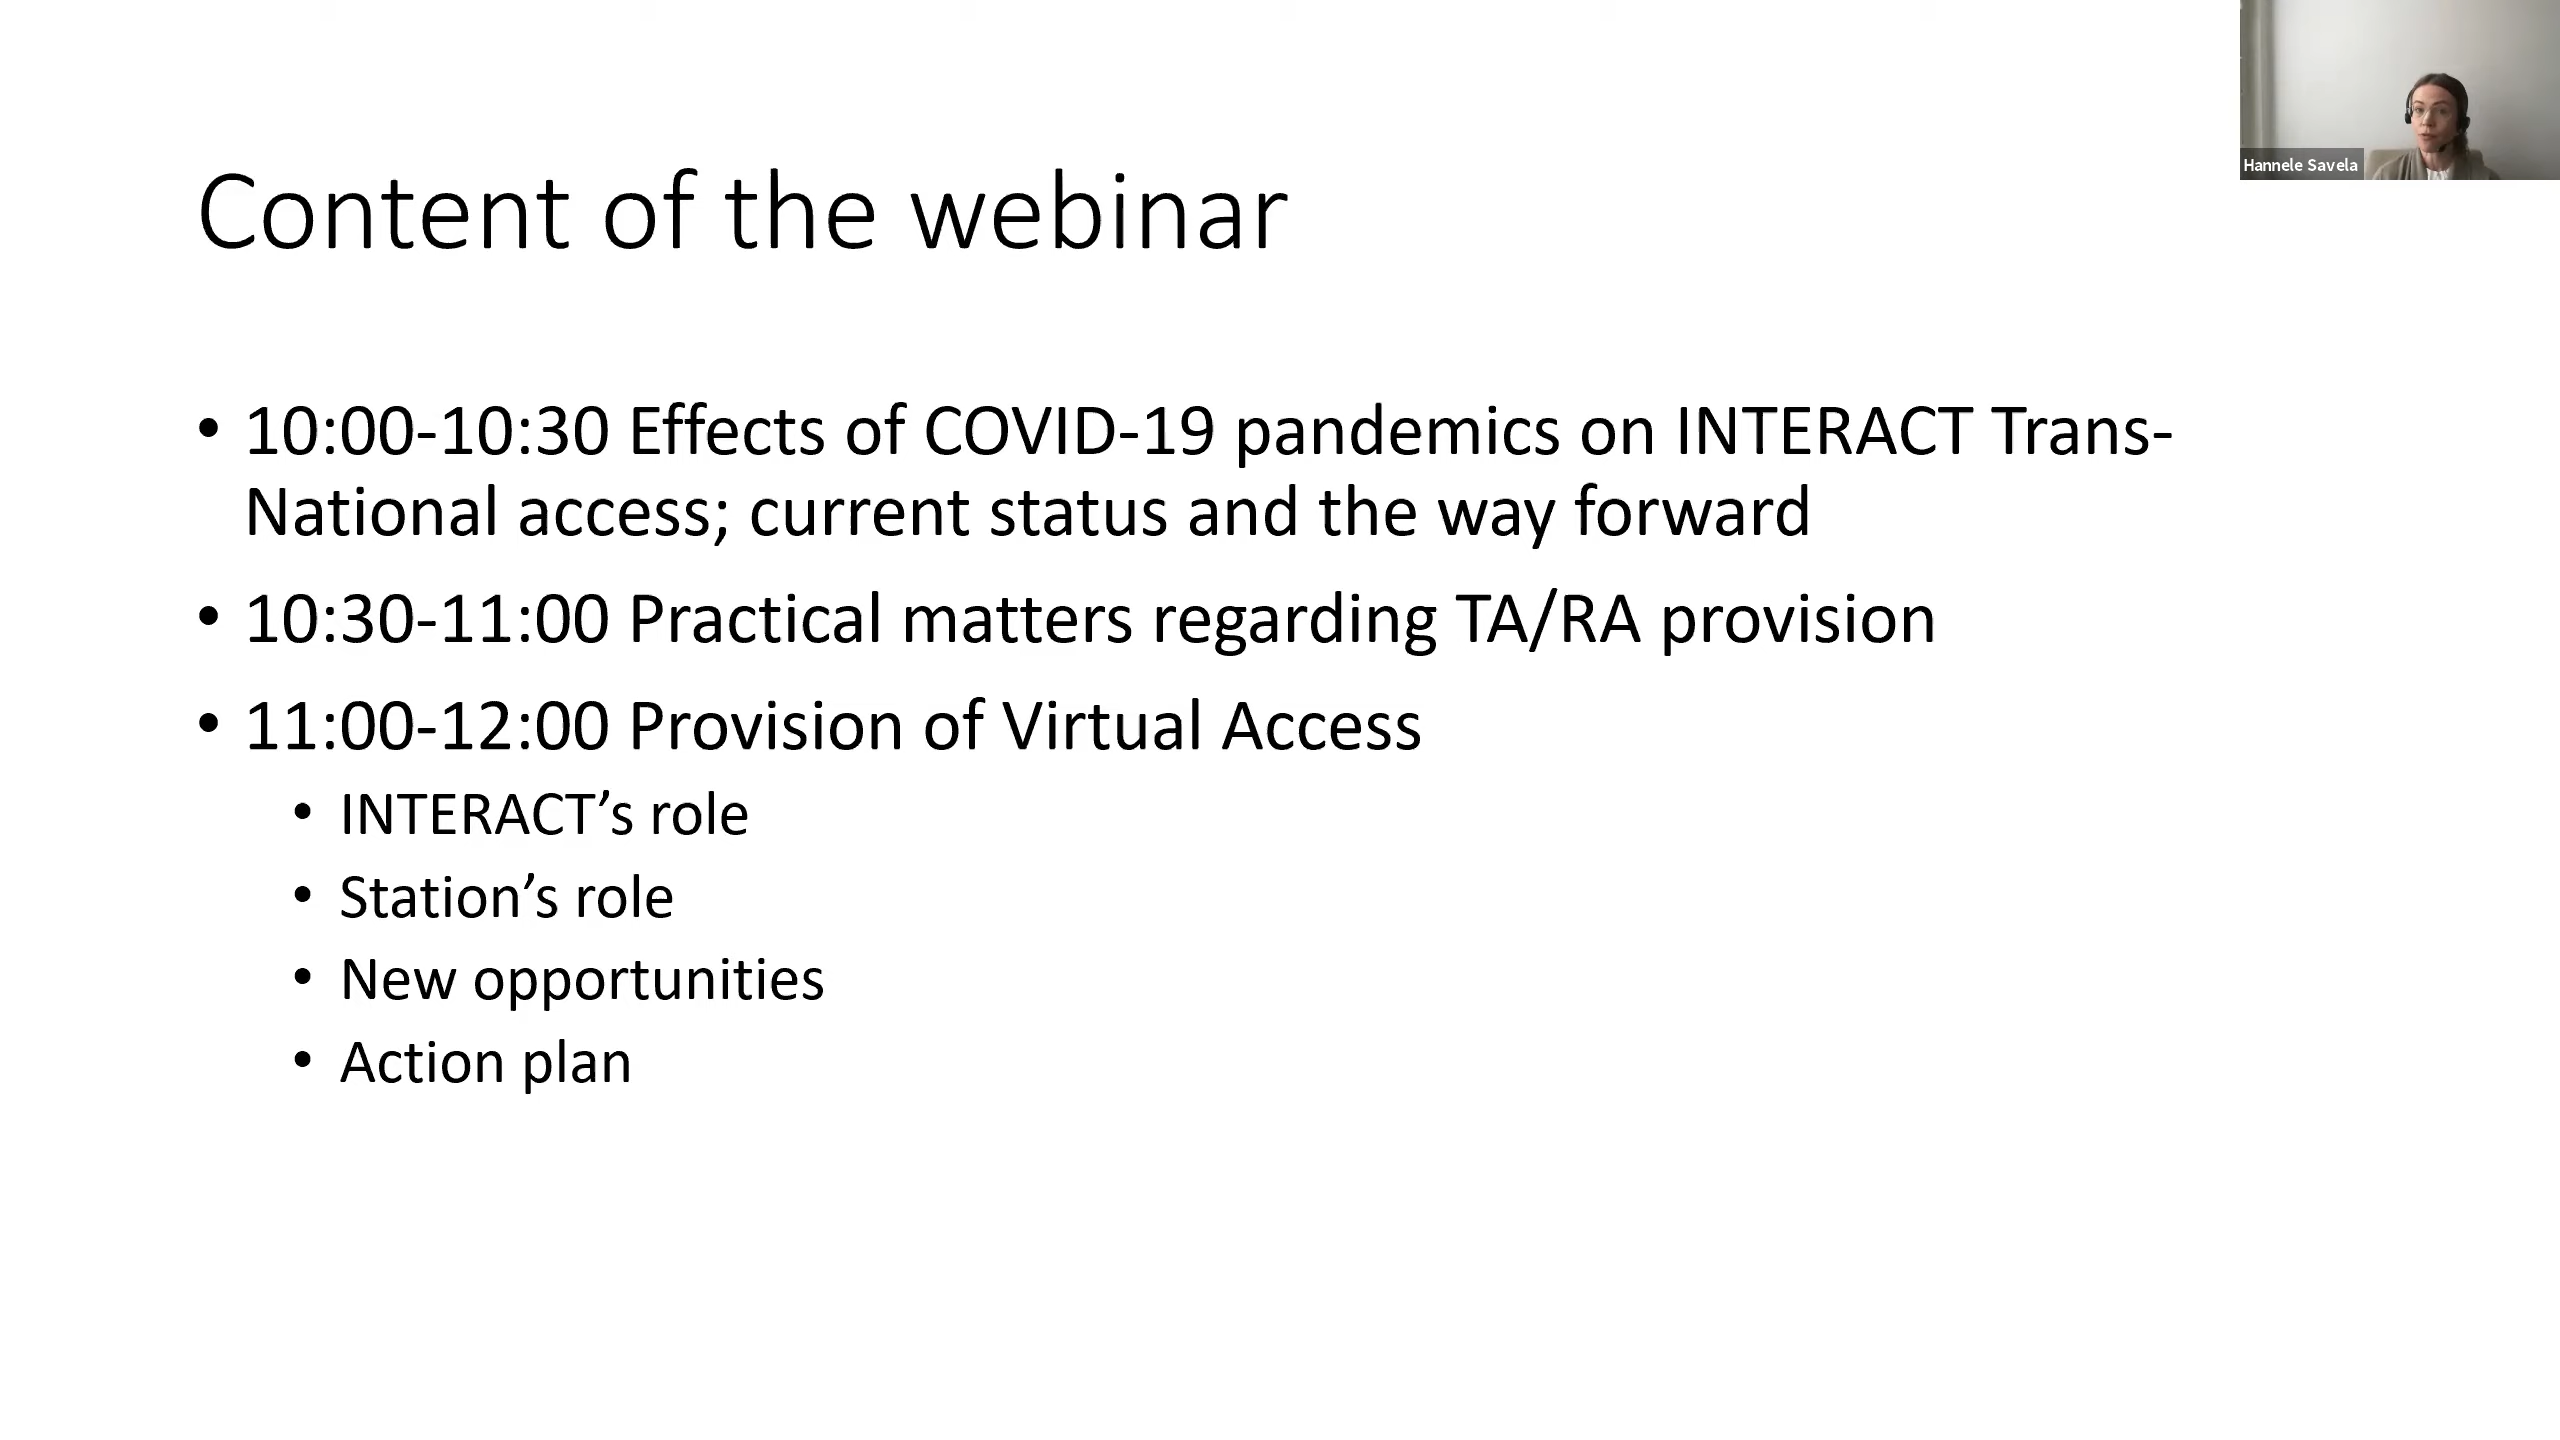 Hannele Savela
Content of the webinar
• 10:00-10:30 Effects of COVID-19 pandemics on INTERACT Trans-
National access; current status and the way forward
• 10:30-11:00 Practical matters regarding TA/RA provision
• 11:00-12:00 Provision of Virtual Access
• INTERACT’s role
• Station’s role
• New opportunities
• Action plan